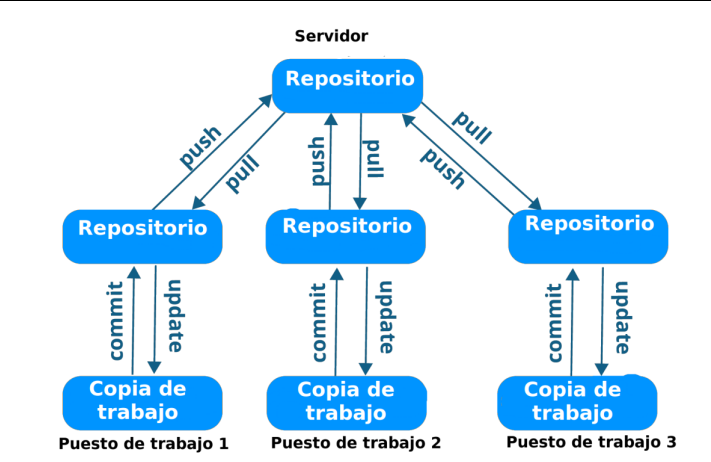 Servidor
Repositorio
push
pull
push
pull
pull
push
Repositorio
Repositorio
Repositorio
commit
update
commit
update
commit
update
Copia de
trabajo
Copia de
trabajo
Copia de
trabajo
Puesto de trabajo 1
Puesto de trabajo 2
Puesto de trabajo 3